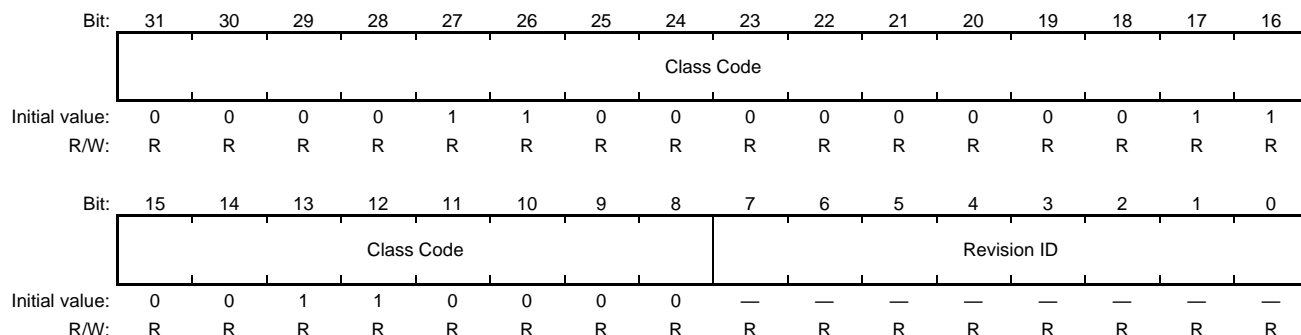 Bit: 31 30 29 28 27 26 25 24 23 22 21 20 19 18 17 16
Class Code
Initial value: 0 0 0 0 1 1 0 0 0 0 0 0 0 0 1 1
R/W: R R R R R R R R R R R R R R R R
Bit: 15 14 13 12 11 10 9 8 7 6 5 4 3 2 1 0
Class Code Revision ID
Initial value: 0 0 1 1 0 0 0 0 — — — — — — — —
R/W: R R R R R R R R R R R R R R R R